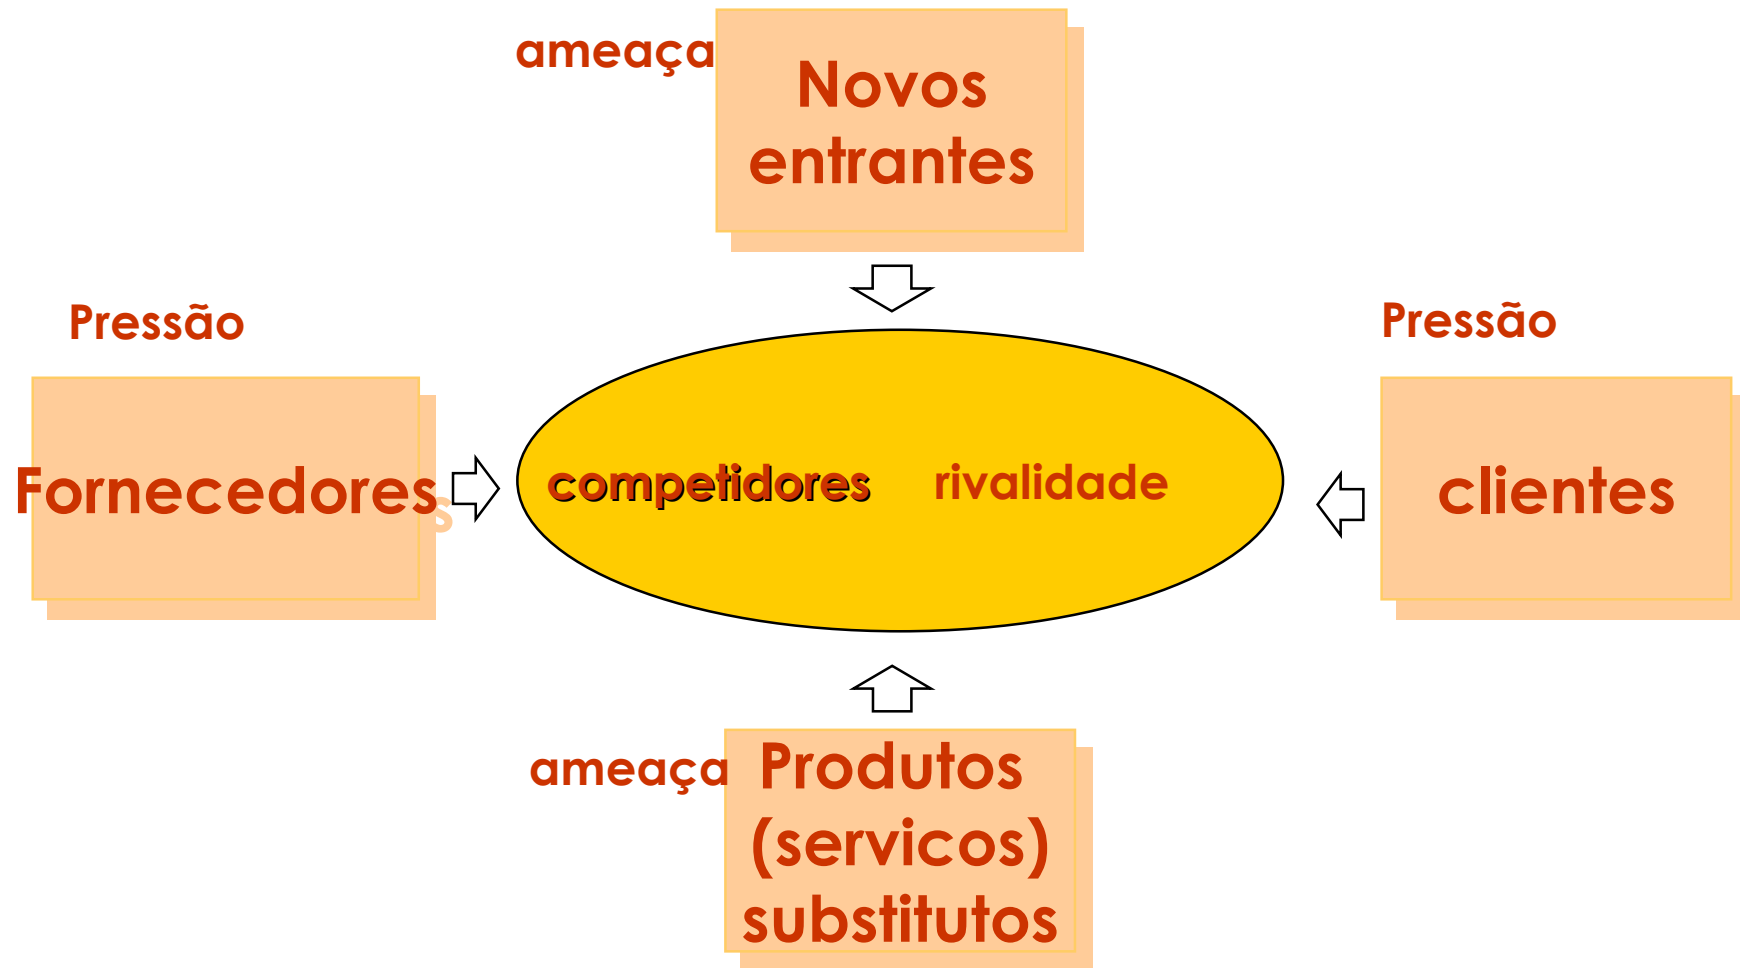 ameaça
Novos
entrantes
Pressão
Pressão
Fornecedores
competidores
rivalidade
clientes
ameaça
Produtos
(servicos)
substitutos